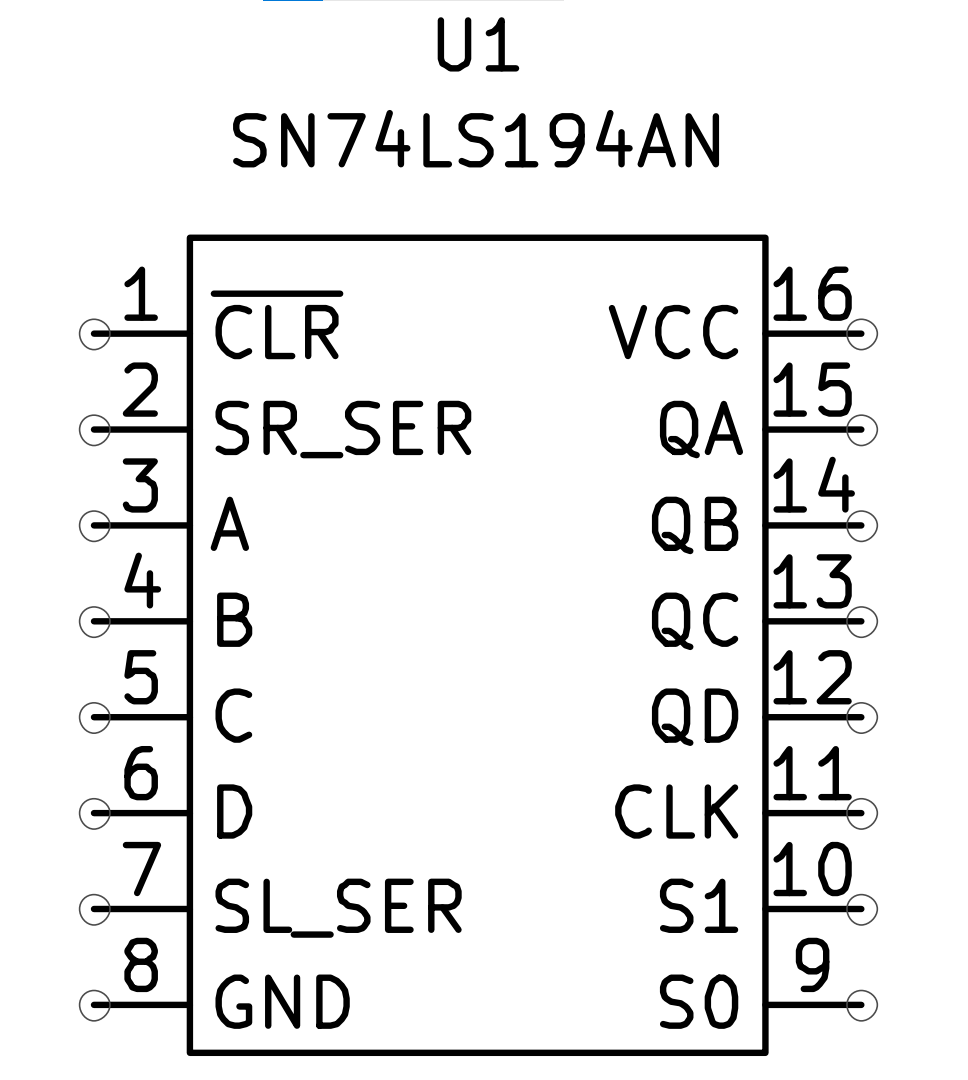 U1
SN74LS194AN
1 CLR VCC 16
2 SR_SER QA 15
3 A QB 14
4 B QC 13
5 C QD 12
6 D CLK 11
7 SL_SER S1 10
8 GND S0 9